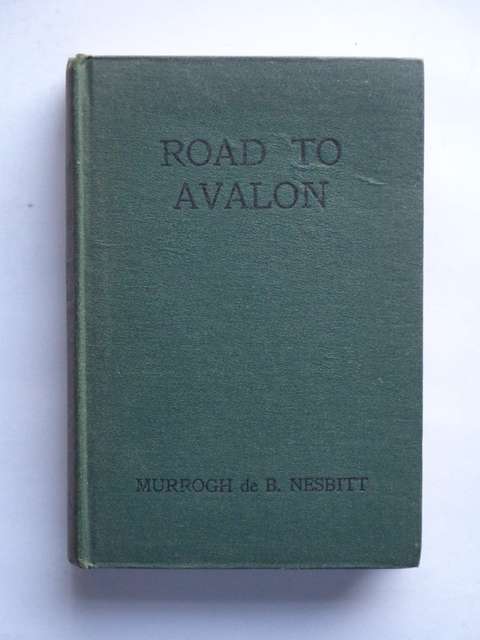 ROAD TO
AVALON
MURROGH de B. NESBITT